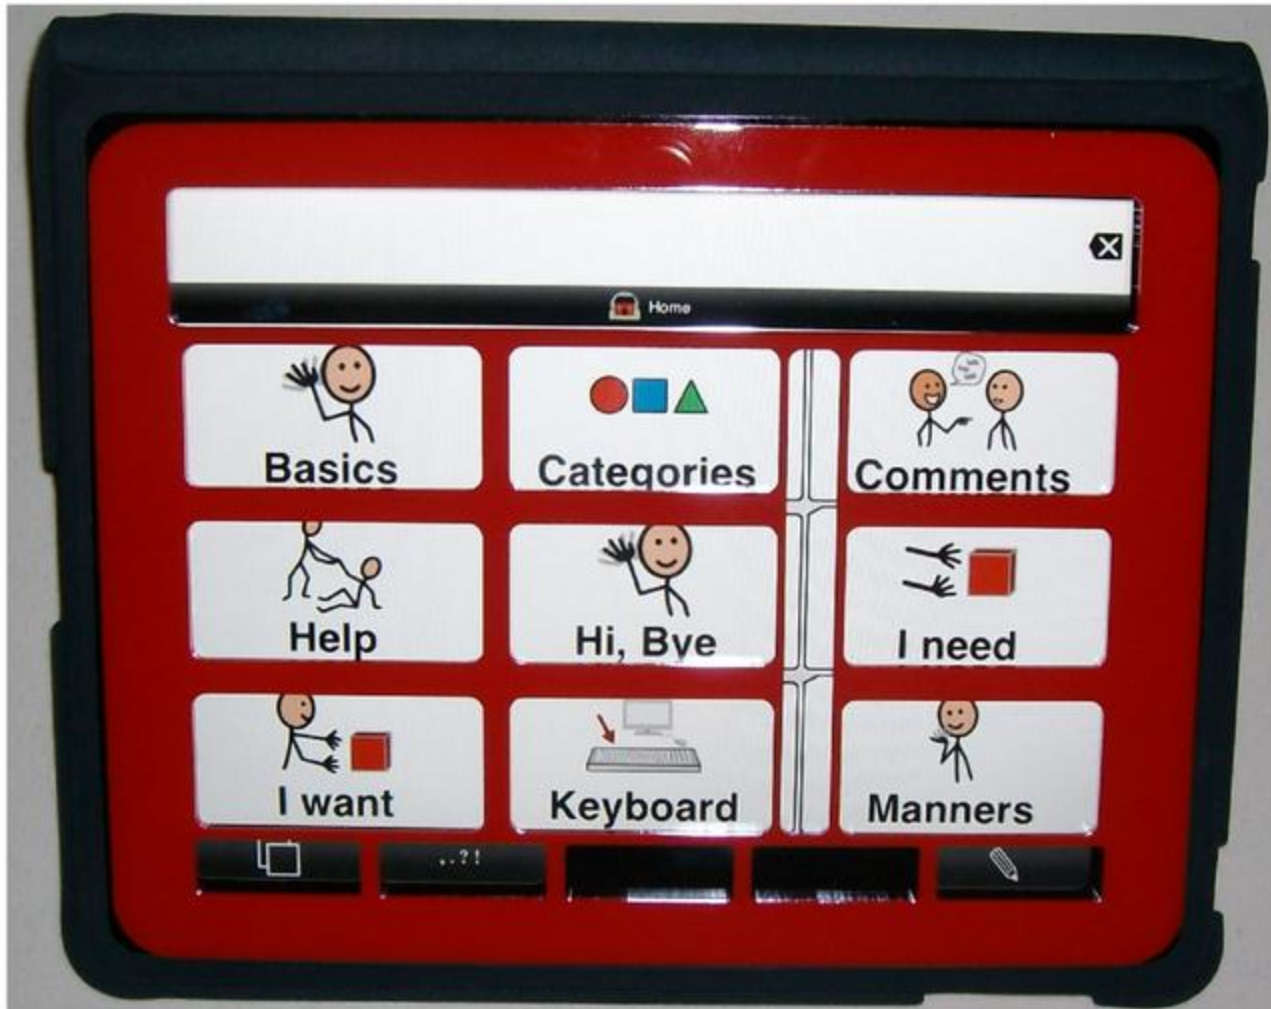 Home
Basics
Categories
Comments
Help
Hi, Bye
I need
I want
Keyboard
Manners
,.?!